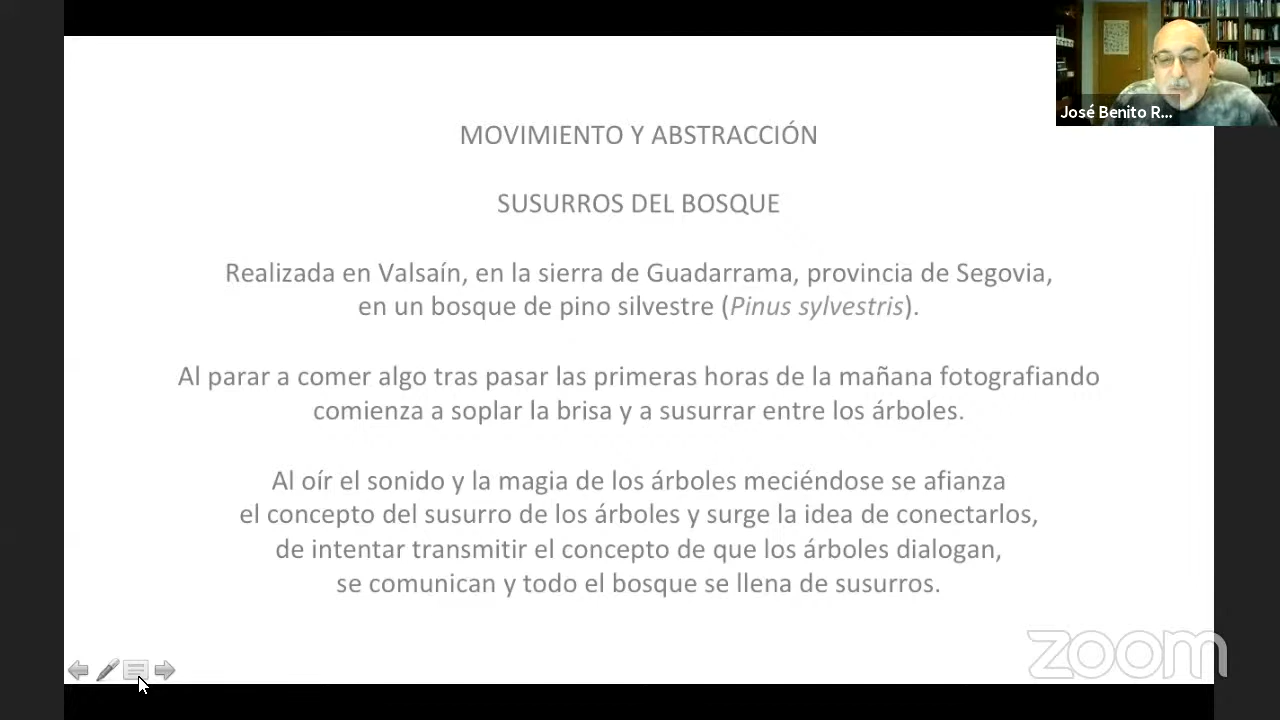 José Benito R...
MOVIMIENTO Y ABSTRACCIÓN
SUSURROS DEL BOSQUE
Realizada en Valsaín, en la sierra de Guadarrama, provincia de Segovia,
en un bosque de pino silvestre (Pinus sylvestris).
Al parar a comer algo tras pasar las primeras horas de la mañana fotografiando
comienza a soplar la brisa y a susurrar entre los árboles.
Al oír el sonido y la magia de los árboles meciéndose se afianza
el concepto del susurro de los árboles y surge la idea de conectarlos,
de intentar transmitir el concepto de que los árboles dialogan,
se comunican y todo el bosque se llena de susurros.
zoom